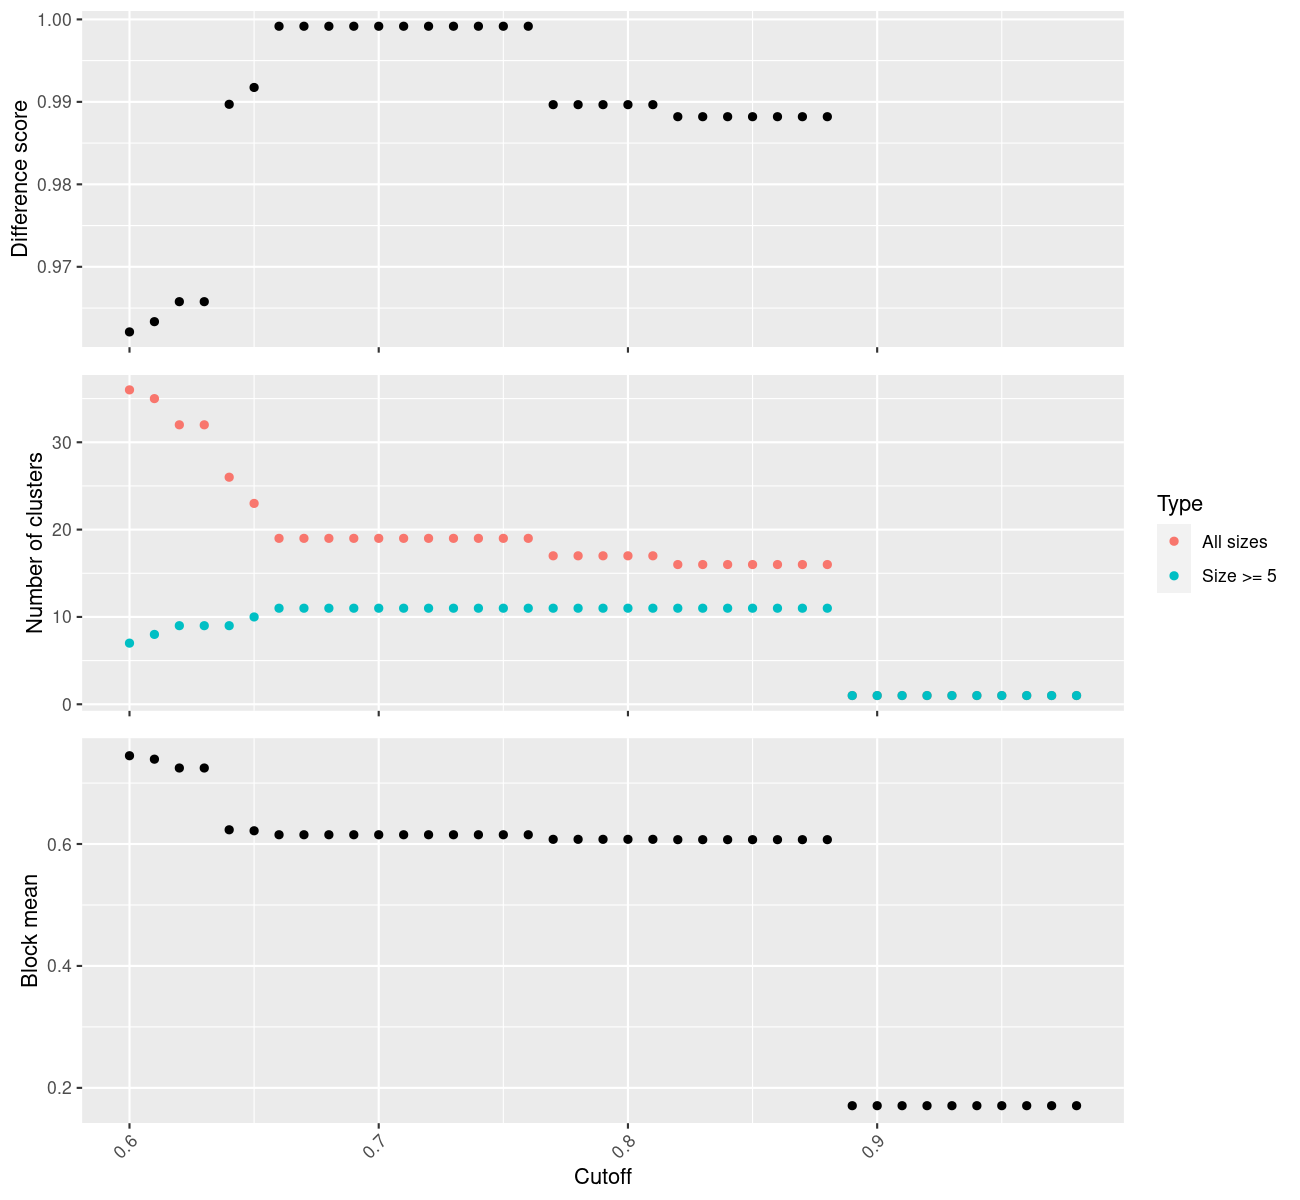 Difference score
1.00
0.99
0.98
0.97
Number of clusters
30
20
10
0
Type
All sizes
Size >= 5
Block mean
0.6
0.4
0.2
0.6
0.7
0.8
0.9
Cutoff